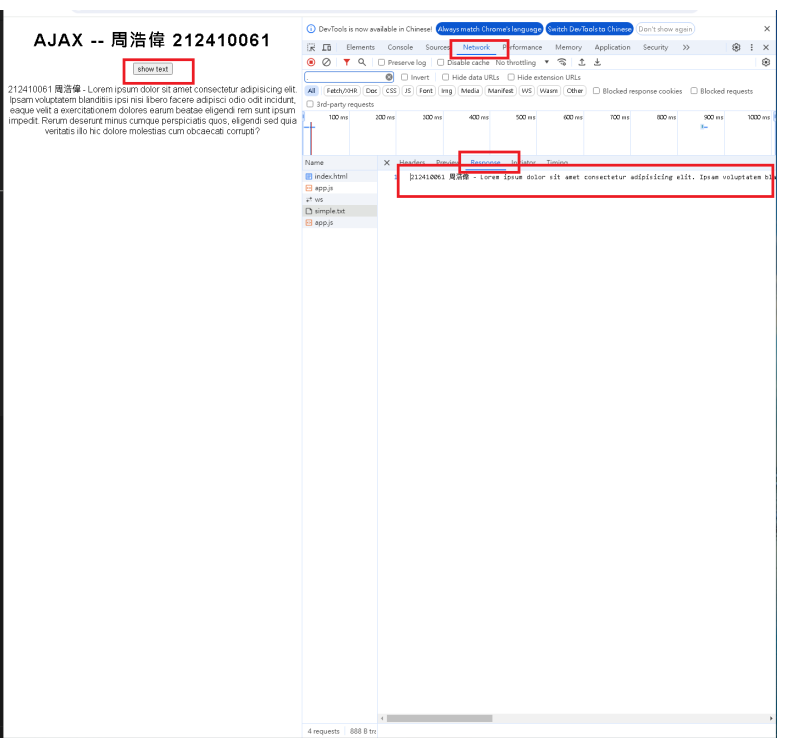 AJAX -- 周浩偉 212410061
show text
212410061 周浩偉 - Lorem ipsum dolor sit amet consectetur adipisicing elit.
Ipsam voluptatem blanditiis ipsi nisi libero facere adipisci odio odit incidunt,
eaque velit a exercitationem dolores earum beatae eligendi rem sunt ipsum
impedit. Rerum deserunt minus cumque perspiciatis quos, eligendi sed quia
veritatis illo hic dolore molestias cum obcaecati corrupti?
DevTools is now available in Chinese! Always match Chrome's language Switch DevTools to Chinese Don't show again
Elements Console Sources Network Performance Memory Application Security
Preserve log Disable cache No throttling
Invert Hide data URLs Hide extension URLs
All Fetch/XHR Doc CSS JS Font Img Media Manifest WS Wasm Other Blocked response cookies Blocked requests
3rd-party requests
100 ms 200 ms 300 ms 400 ms 500 ms 600 ms 700 ms 800 ms 900 ms 1000 ms
Name Headers Preview Response Initiator Timing
index.html
app.js
ws
simple.txt
app.js
1 212410061 周浩偉 - Lorem ipsum dolor sit amet consectetur adipisicing elit. Ipsam voluptatem bla
4 requests 888 B tra